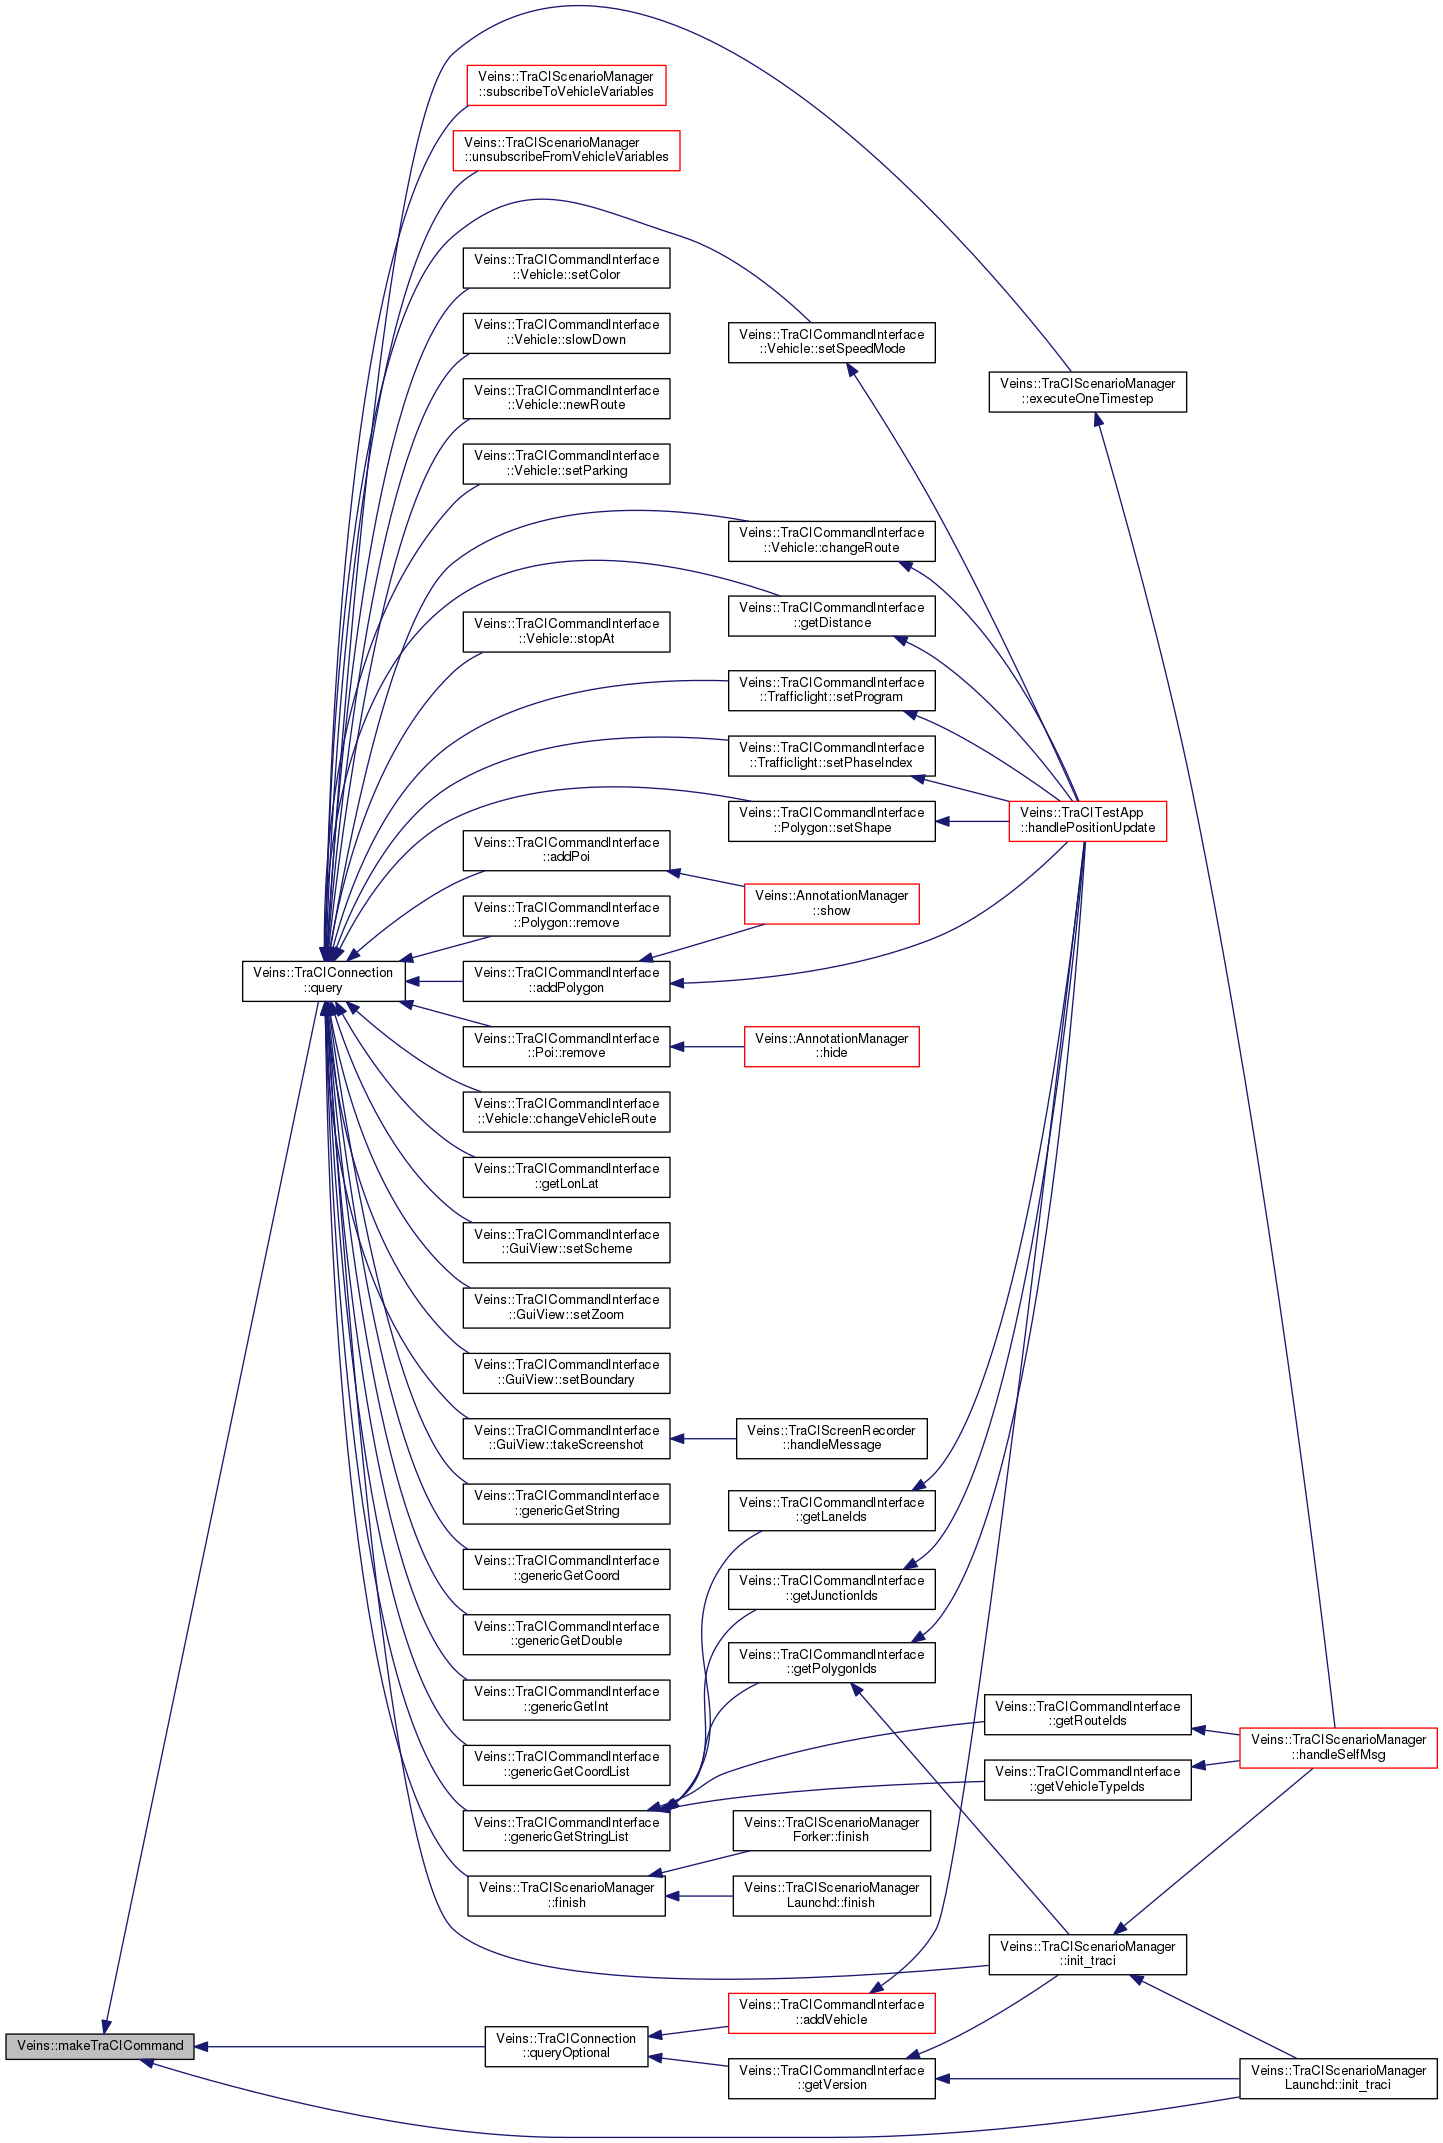 Veins::TraCIScenarioManager
::subscribeToVehicleVariables
Veins::TraCIScenarioManager
::unsubscribeFromVehicleVariables
Veins::TraCICommandInterface
::Vehicle::setColor
Veins::TraCICommandInterface
::Vehicle::slowDown
Veins::TraCICommandInterface
::Vehicle::setSpeedMode
Veins::TraCIScenarioManager
::executeOneTimestep
Veins::TraCICommandInterface
::Vehicle::newRoute
Veins::TraCICommandInterface
::Vehicle::setParking
Veins::TraCICommandInterface
::Vehicle::changeRoute
Veins::TraCICommandInterface
::getDistance
Veins::TraCICommandInterface
::Vehicle::stopAt
Veins::TraCICommandInterface
::Trafficlight::setProgram
Veins::TraCICommandInterface
::Trafficlight::setPhaseIndex
Veins::TraCICommandInterface
::Polygon::setShape
Veins::TraCITestApp
::handlePositionUpdate
Veins::TraCICommandInterface
::addPoi
Veins::AnnotationManager
::show
Veins::TraCICommandInterface
::Polygon::remove
Veins::TraCIConnection
::query
Veins::TraCICommandInterface
::addPolygon
Veins::TraCICommandInterface
::Poi::remove
Veins::AnnotationManager
::hide
Veins::TraCICommandInterface
::Vehicle::changeVehicleRoute
Veins::TraCICommandInterface
::getLonLat
Veins::TraCICommandInterface
::GuiView::setScheme
Veins::TraCICommandInterface
::GuiView::setZoom
Veins::TraCICommandInterface
::GuiView::setBoundary
Veins::TraCICommandInterface
::GuiView::takeScreenshot
Veins::TraCIScreenRecorder
::handleMessage
Veins::TraCICommandInterface
::genericGetString
Veins::TraCICommandInterface
::getLaneIds
Veins::TraCICommandInterface
::genericGetCoord
Veins::TraCICommandInterface
::getJunctionIds
Veins::TraCICommandInterface
::genericGetDouble
Veins::TraCICommandInterface
::getPolygonIds
Veins::TraCICommandInterface
::genericGetInt
Veins::TraCICommandInterface
::getRouteIds
Veins::TraCIScenarioManager
::handleSelfMsg
Veins::TraCICommandInterface
::genericGetCoordList
Veins::TraCICommandInterface
::getVehicleTypeIds
Veins::TraCICommandInterface
::genericGetStringList
Veins::TraCIScenarioManager
Forker::finish
Veins::TraCIScenarioManager
::finish
Veins::TraCIScenarioManager
Launchd::finish
Veins::TraCIScenarioManager
::init_traci
Veins::TraCICommandInterface
::addVehicle
Veins::makeTraCICommand
Veins::TraCIConnection
::queryOptional
Veins::TraCICommandInterface
::getVersion
Veins::TraCIScenarioManager
Launchd::init_traci